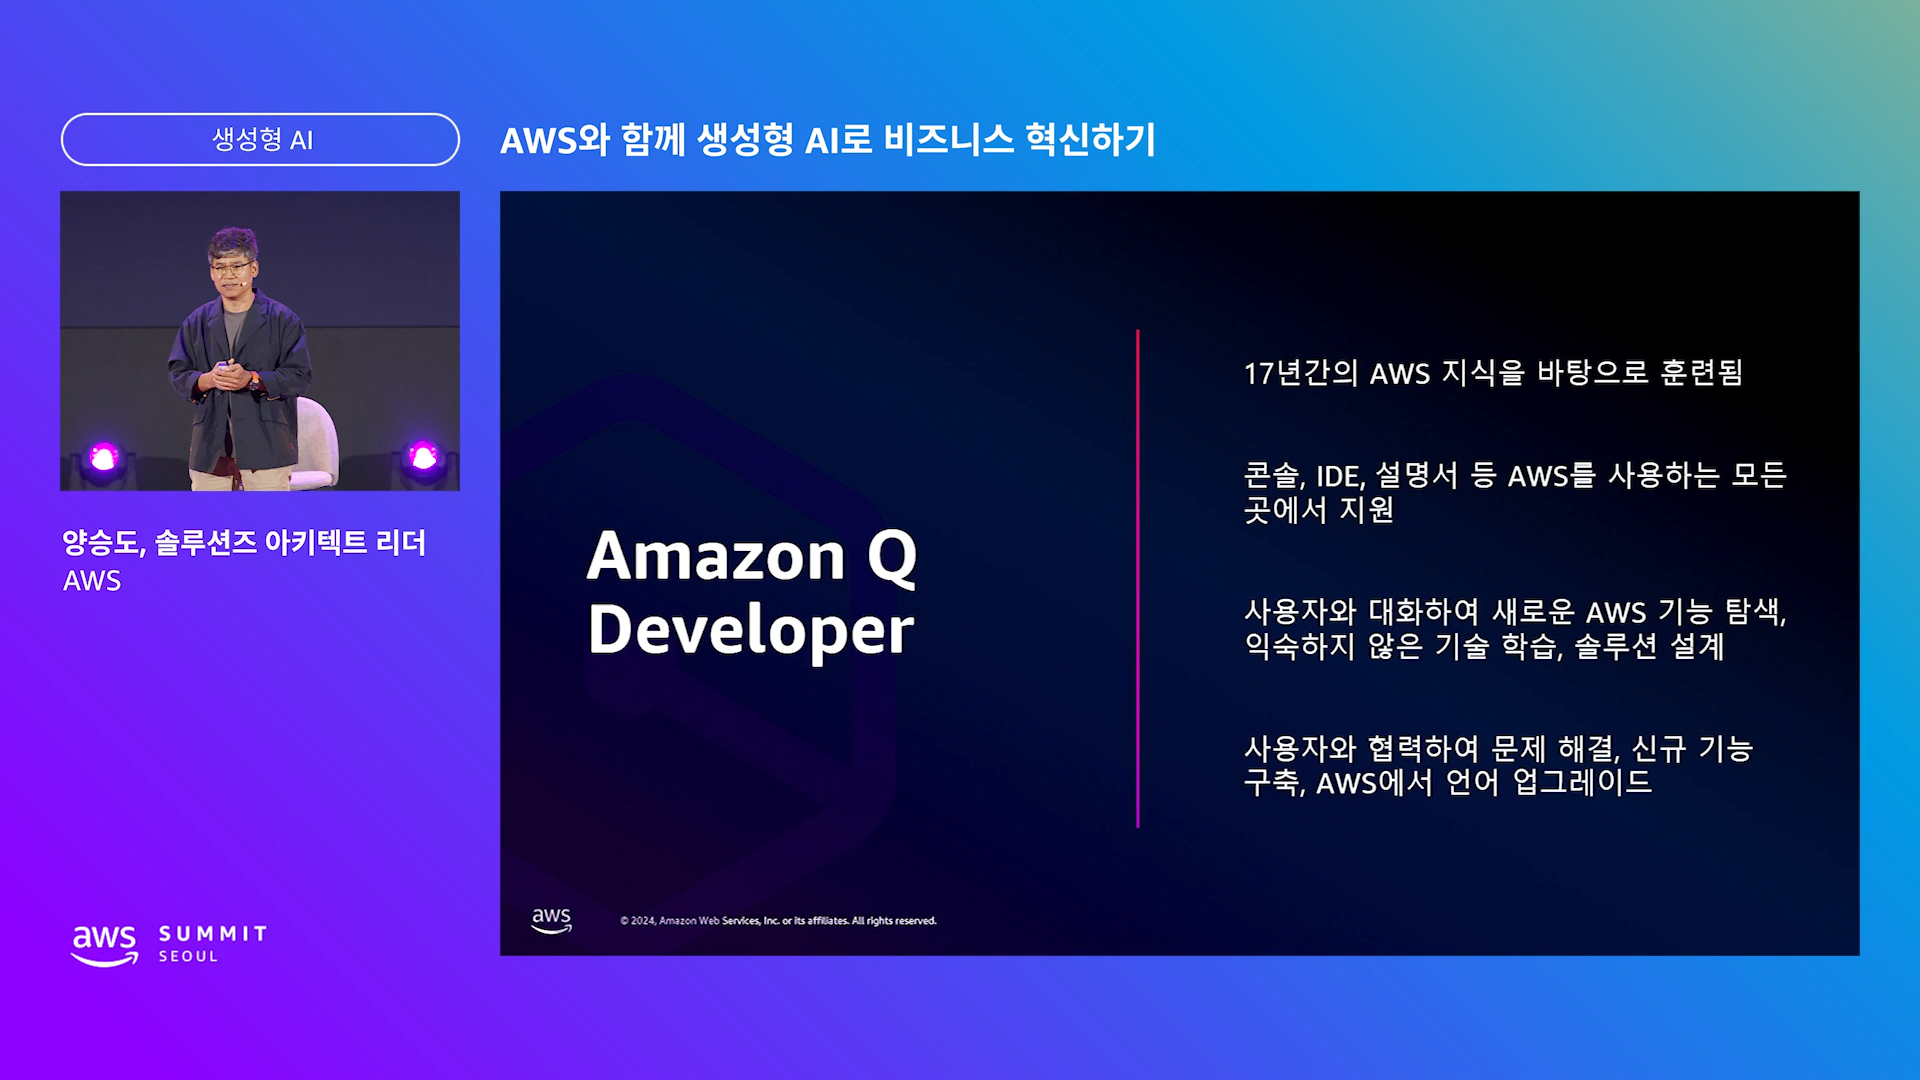 생성형 AI
AWS와 함께 생성형 AI로 비즈니스 혁신하기
양승도, 솔루션즈 아키텍트 리더
AWS
Amazon Q
Developer
17년간의 AWS 지식을 바탕으로 훈련됨
콘솔, IDE, 설명서 등 AWS를 사용하는 모든
곳에서 지원
사용자와 대화하여 새로운 AWS 기능 탐색,
익숙하지 않은 기술 학습, 솔루션 설계
사용자와 협력하여 문제 해결, 신규 기능
구축, AWS에서 언어 업그레이드
aws
© 2024, Amazon Web Services, Inc. or its affiliates. All rights reserved.
aws
SUMMIT
SEOUL